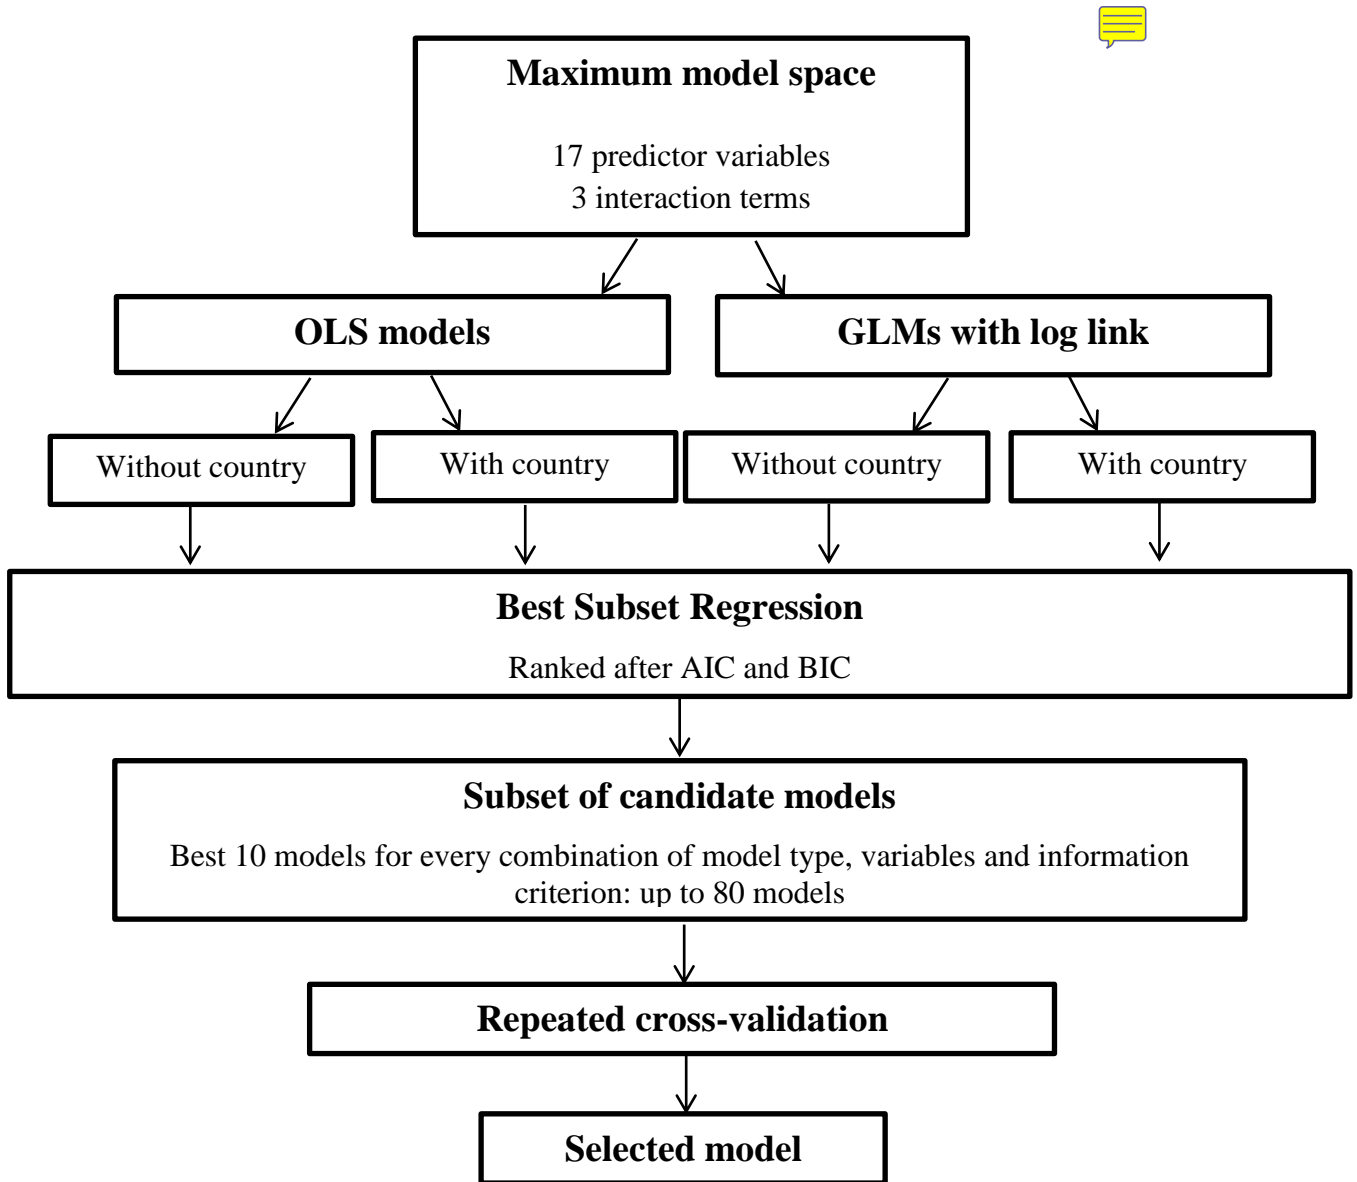 Maximum model space
17 predictor variables
3 interaction terms
OLS models
GLMs with log link
Without country
With country
Without country
With country
Best Subset Regression
Ranked after AIC and BIC
Subset of candidate models
Best 10 models for every combination of model type, variables and information
criterion: up to 80 models
Repeated cross-validation
Selected model